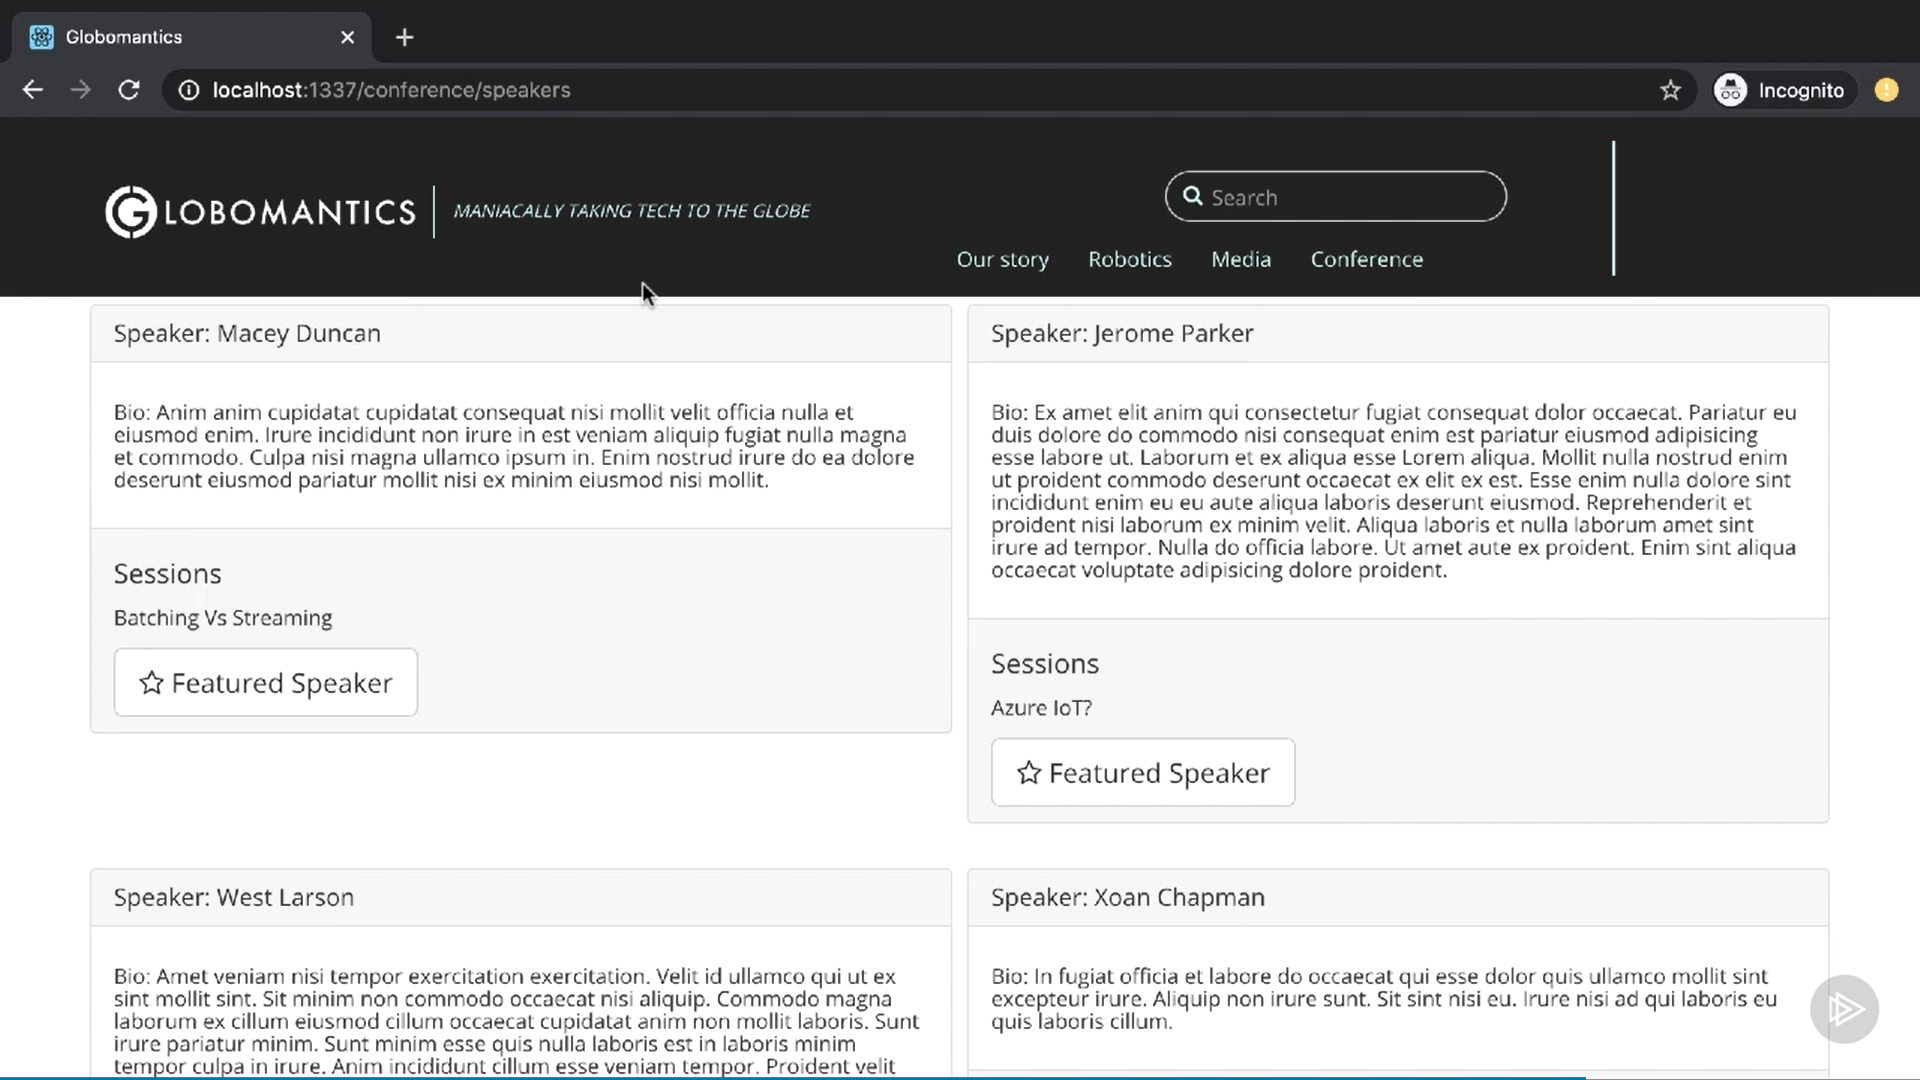 Globomantics
localhost:1337/conference/speakers
Incognito
GLOBOMANTICS
MANIACALLY TAKING TECH TO THE GLOBE
Search
Our story
Robotics
Media
Conference
Speaker: Macey Duncan
Bio: Anim anim cupidatat cupidatat consequat nisi mollit velit officia nulla et
eiusmod enim. Irure incididunt non irure in est veniam aliquip fugiat nulla magna
et commodo. Culpa nisi magna ullamco ipsum in. Enim nostrud irure do ea dolore
deserunt eiusmod pariatur mollit nisi ex minim eiusmod nisi mollit.
Sessions
Batching Vs Streaming
Featured Speaker
Speaker: Jerome Parker
Bio: Ex amet elit anim qui consectetur fugiat consequat dolor occaecat. Pariatur eu
duis dolore do commodo nisi consequat enim est pariatur eiusmod adipisicing
esse labore ut. Laborum et ex aliqua esse Lorem aliqua. Mollit nulla nostrud enim
ut proident commodo deserunt occaecat ex elit ex est. Esse enim nulla dolore sint
incididunt enim eu eu aute aliqua laboris deserunt eiusmod. Reprehenderit et
proident nisi laborum ex minim velit. Aliqua laboris et nulla laborum amet sint
irure ad tempor. Nulla do officia labore. Ut amet aute ex proident. Enim sint aliqua
occaecat voluptate adipisicing dolore proident.
Sessions
Azure IoT?
Featured Speaker
Speaker: West Larson
Bio: Amet veniam nisi tempor exercitation exercitation. Velit id ullamco qui ut ex
sint mollit sint. Sit minim non commodo occaecat nisi aliquip. Commodo magna
laborum ex cillum eiusmod cillum occaecat cupidatat anim non mollit laboris. Sunt
irure pariatur minim. Sunt minim esse quis nulla laboris est in laboris minim
tempor culpa in irure. Anim incididunt cillum esse veniam tempor. Proident velit
Speaker: Xoan Chapman
Bio: In fugiat officia et labore do occaecat qui esse dolor quis ullamco mollit sint
excepteur irure. Aliquip non irure sunt. Sit sint nisi eu. Irure nisi ad qui laboris eu
quis laboris cillum.